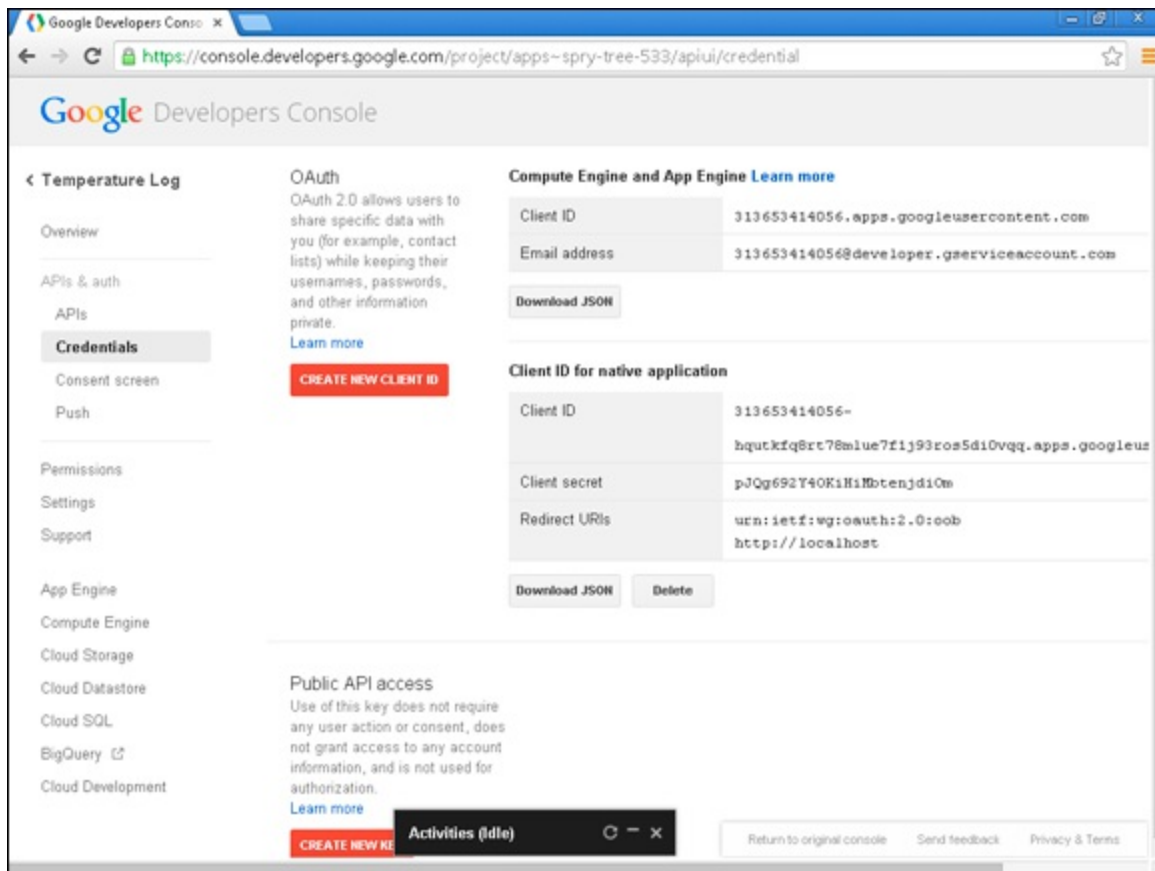 Google Developers Conso
https://console.developers.google.com/project/apps~spry-tree-533/apiui/credential
Google Developers Console
Temperature Log
Overview
APIs & auth
APIs
Credentials
Consent screen
Push
Permissions
Settings
Support
App Engine
Compute Engine
Cloud Storage
Cloud Datastore
Cloud SQL
BigQuery
Cloud Development
OAuth
OAuth 2.0 allows users to
share specific data with
you (for example, contact
lists) while keeping their
usernames, passwords,
and other information
private.
Learn more
CREATE NEW CLIENT ID
Compute Engine and App Engine Learn more
Client ID 313653414056.apps.googleusercontent.com
Email address 313653414056@developer.gserviceaccount.com
Download JSON
Client ID for native application
Client ID 313653414056-
hqutkfq8rt78mlue7fij93ros5di0vqq.apps.googleus
Client secret pJQg692Y40KiHiMbtenjdiOm
Redirect URIs urn:ietf:wg:oauth:2.0:oob
http://localhost
Download JSON Delete
Public API access
Use of this key does not require
any user action or consent, does
not grant access to any account
information, and is not used for
authorization.
Learn more
CREATE NEW KE
Activities (Idle)
Return to original console Send feedback Privacy & Terms